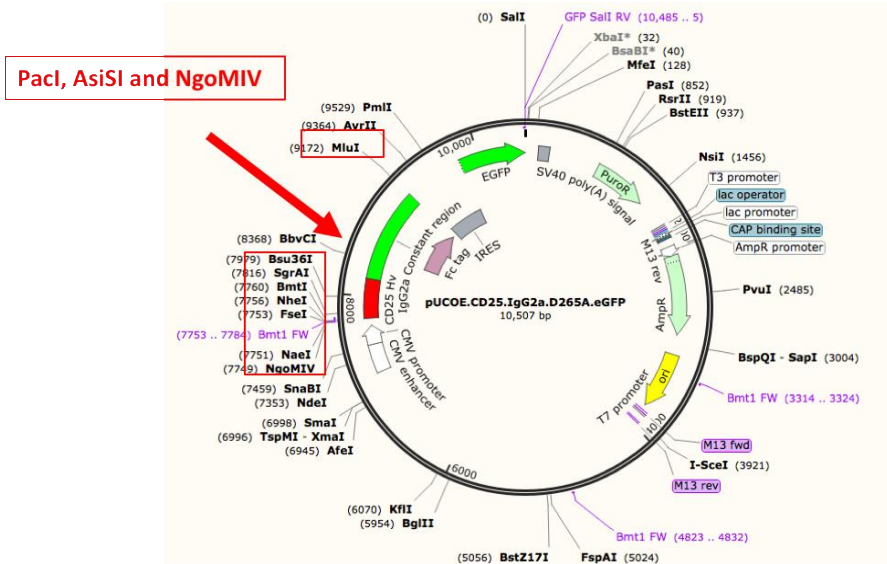 PacI, AsiSI and NgoMIV
(0) SalI
GFP SalI RV (10,485 .. 5)
XbaI* (32)
BsaBI* (40)
MfeI (128)
PasI (852)
RsrII (919)
BstEII (937)
NsiI (1456)
T3 promoter
lac operator
lac promoter
CAP binding site
AmpR promoter
PvuI (2485)
BspQI - SapI (3004)
Bmt1 FW (3314 .. 3324)
M13 fwd
I-SceI (3921)
M13 rev
Bmt1 FW (4823 .. 4832)
FspAI (5024)
(5056) BstZ17I
(5954) BglII
(6070) KflI
(6945) AfeI
(6996) TspMI - XmaI
(6998) SmaI
(7353) NdeI
(7459) SnaBI
(7749) NgoMIV
(7751) NaeI
(7753 .. 7784) Bmt1 FW
(7753) FseI
(7756) NheI
(7760) BmtI
(7816) SgrAI
(7979) Bsu36I
(8368) BbvCI
(9172) MluI
(9364) AvrII
(9529) PmlI
10,000
8000
6000
EGFP
SV40 poly(A) signal
PuroR
M13 rev
AmpR
ori
T7 promoter
IgG2a Constant region
CD25 Hv
Fc tag
IRES
CMV promoter
CMV enhancer
pUCOE.CD25.IgG2a.D265A.eGFP
10,507 bp